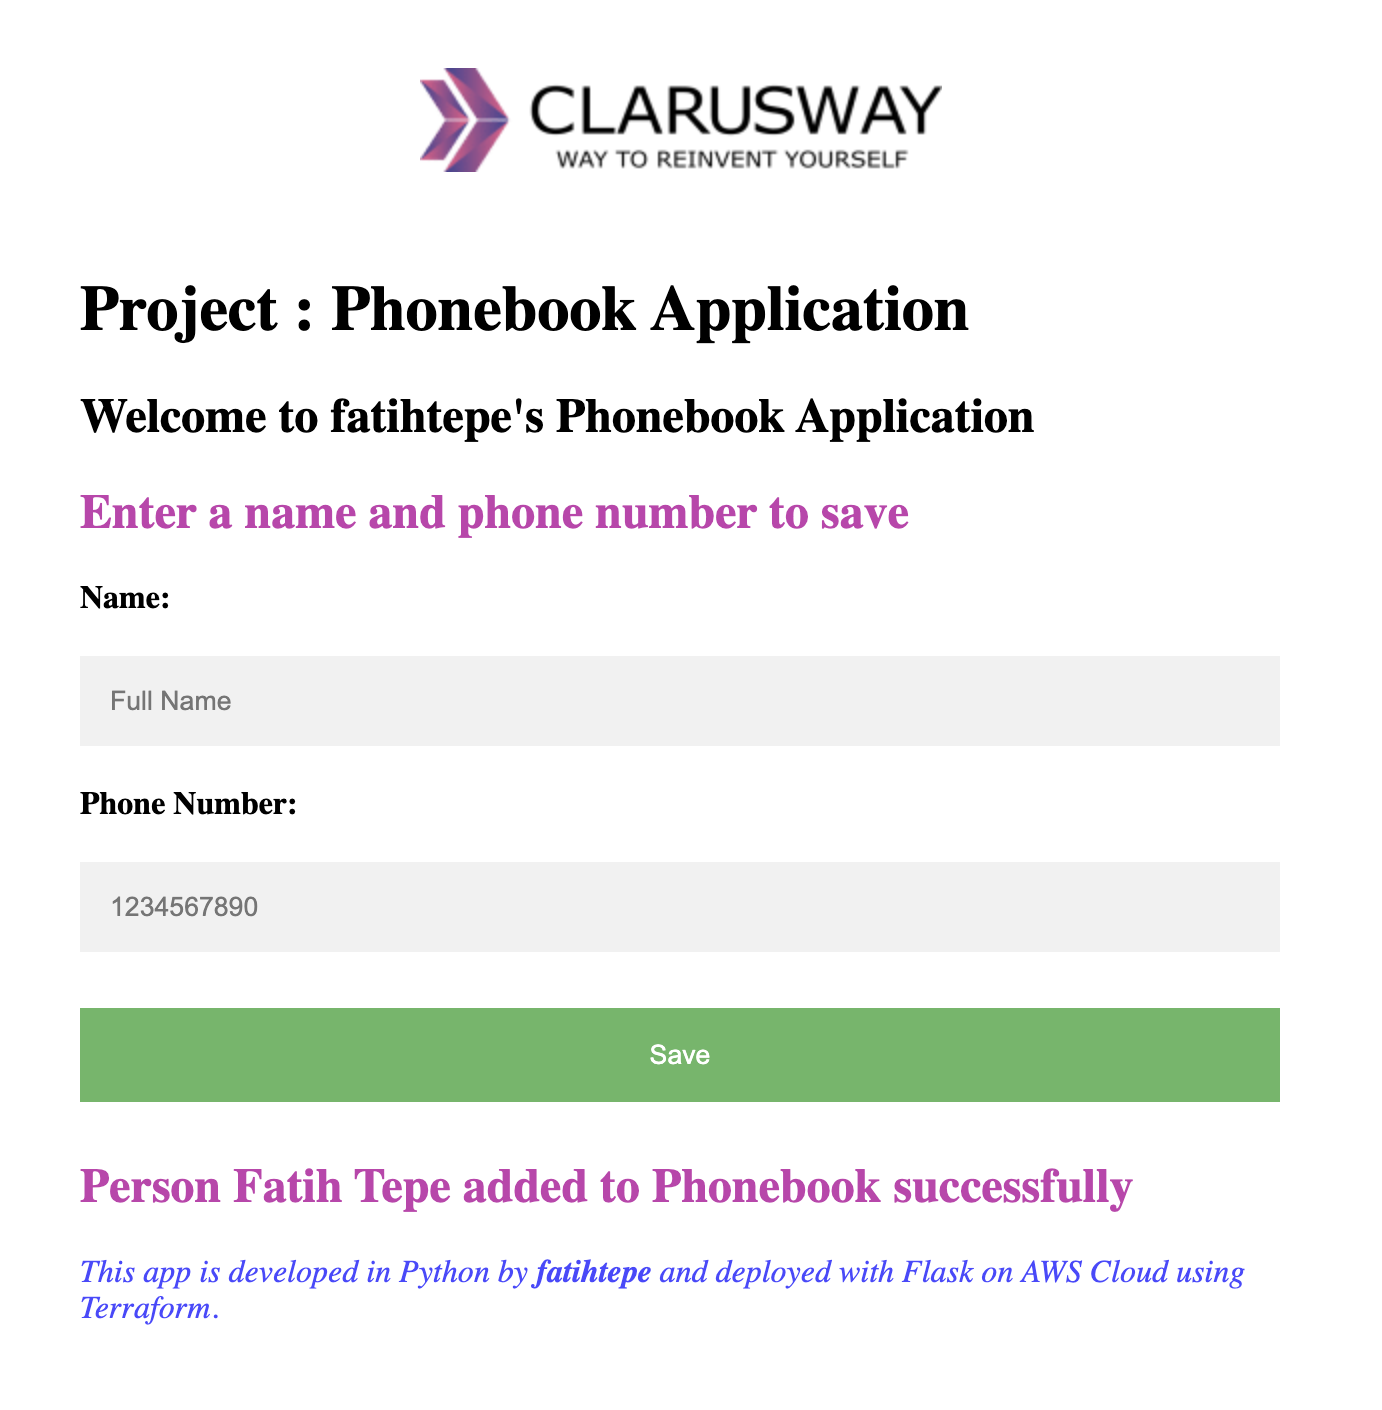 CLARUSWAY
WAY TO REINVENT YOURSELF
Project : Phonebook Application
Welcome to fatihtepe's Phonebook Application
Enter a name and phone number to save
Name:
Full Name
Phone Number:
1234567890
Save
Person Fatih Tepe added to Phonebook successfully
This app is developed in Python by fatihtepe and deployed with Flask on AWS Cloud using
Terraform.